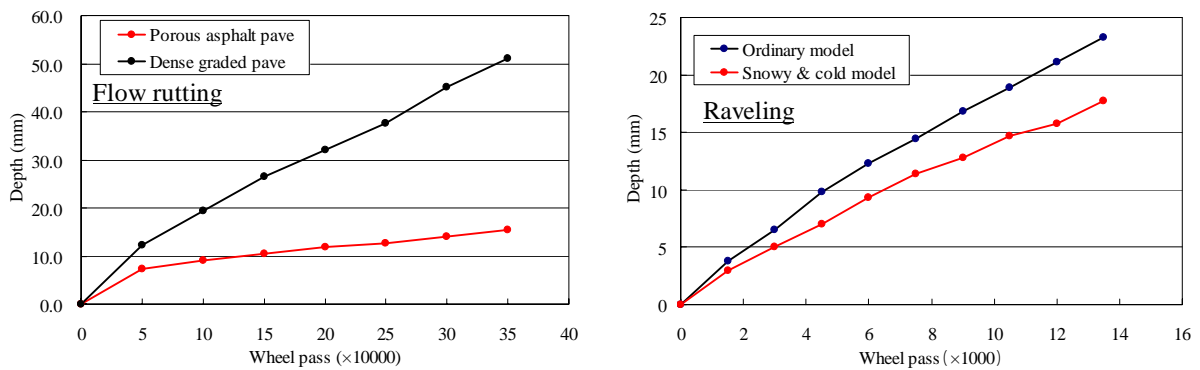 60.0
50.0
40.0
30.0
20.0
10.0
0.0
Depth (mm)
Porous asphalt pave
Dense graded pave
Flow rutting
0 5 10 15 20 25 30 35 40
Wheel pass (×10000)
25
20
15
10
5
0
Depth (mm)
Ordinary model
Snowy & cold model
Raveling
0 2 4 6 8 10 12 14 16
Wheel pass (×1000)